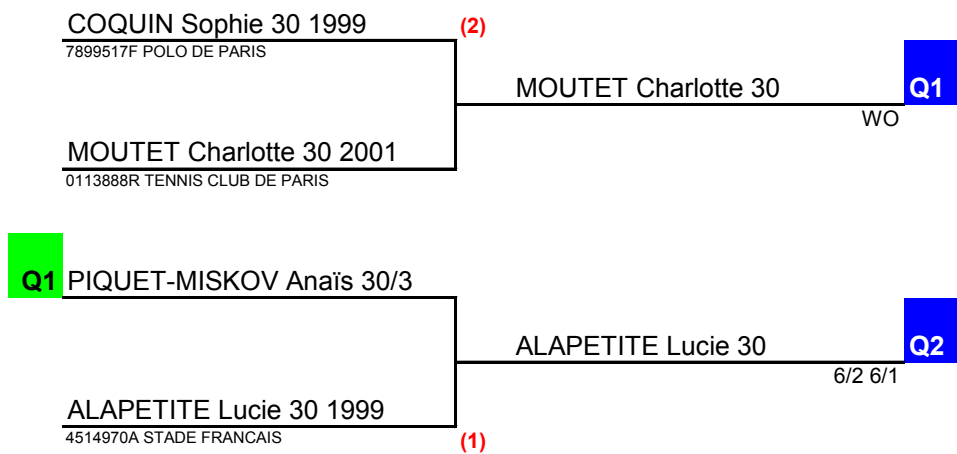 COQUIN Sophie 30 1999
(2)
7899517F POLO DE PARIS
MOUTET Charlotte 30
Q1
WO
MOUTET Charlotte 30 2001
0113888R TENNIS CLUB DE PARIS
Q1 PIQUET-MISKOV Anaïs 30/3
ALAPETITE Lucie 30
Q2
6/2 6/1
ALAPETITE Lucie 30 1999
4514970A STADE FRANCAIS
(1)